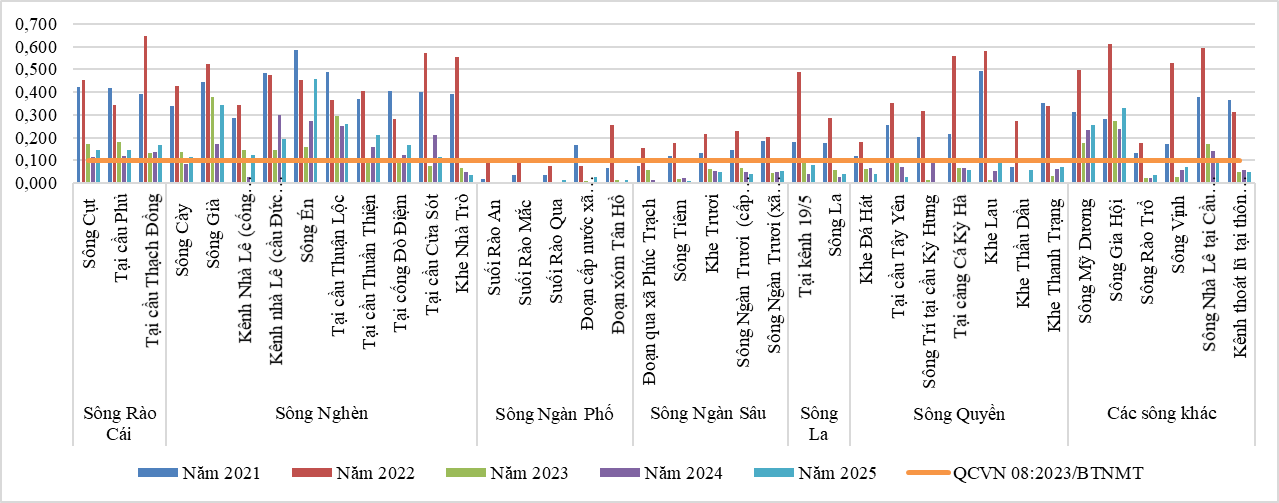 0,700
0,600
0,500
0,400
0,300
0,200
0,100
0,000
Sông Cụt
Tại cầu Phủ
Tại cầu Thạch Đồng
Sông Cày
Sông Già
Kênh Nhà Lê (cống…
Kênh nhà Lê (cầu Đức…
Sông Én
Tại cầu Thuận Lộc
Tại cầu Thuần Thiện
Tại cống Đò Điệm
Tại cầu Cửa Sót
Khe Nhà Trò
Suối Rào An
Suối Rào Mắc
Suối Rào Qua
Đoạn cấp nước xã…
Đoạn xóm Tân Hồ
Đoạn qua xã Phúc Trạch
Sông Tiêm
Khe Trươi
Sông Ngàn Trươi (cấp…
Sông Ngàn Trươi (xã…
Tại kênh 19/5
Sông La
Khe Đá Hát
Tại cầu Tây Yên
Sông Trí tại cầu Kỳ Hưng
Tại cảng Cá Kỳ Hà
Khe Lau
Khe Thầu Dầu
Khe Thanh Trạng
Sông Mỹ Dương
Sông Gia Hội
Sông Rào Trổ
Sông Vịnh
Sông Nhà Lê tại Cầu…
Kênh thoát lũ tại thôn…
Sông Rào
Cái
Sông Nghèn
Sông Ngàn Phố
Sông Ngàn Sâu
Sông
La
Sông Quyền
Các sông khác
Năm 2021
Năm 2022
Năm 2023
Năm 2024
Năm 2025
QCVN 08:2023/BTNMT